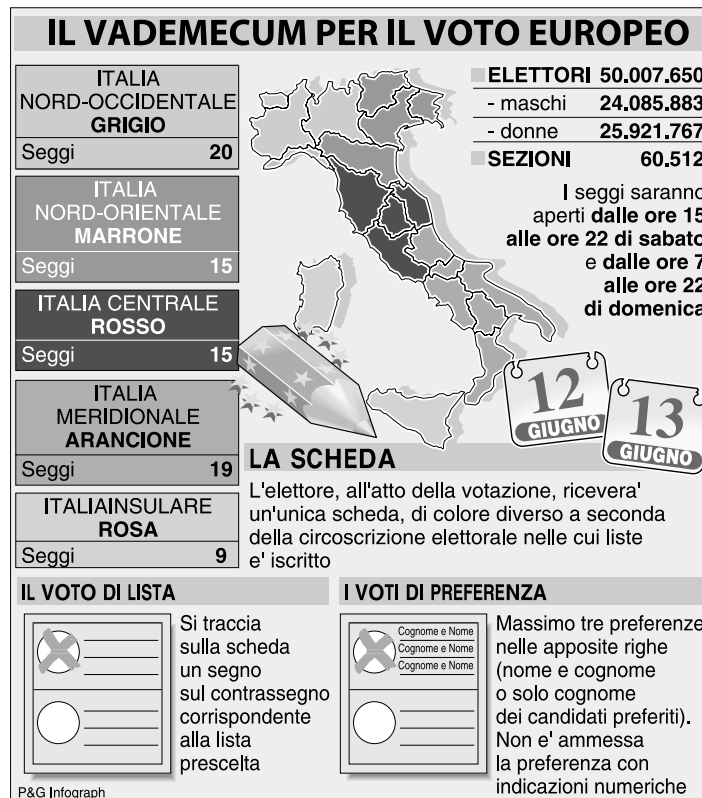 IL VADEMECUM PER IL VOTO EUROPEO
ITALIA
NORD-OCCIDENTALE
GRIGIO
Seggi 20
ITALIA
NORD-ORIENTALE
MARRONE
Seggi 15
ITALIA CENTRALE
ROSSO
Seggi 15
ITALIA
MERIDIONALE
ARANCIONE
Seggi 19
ITALIAINSULARE
ROSA
Seggi 9
ELETTORI 50.007.650
- maschi 24.085.883
- donne 25.921.767
SEZIONI 60.512
I seggi saranno
aperti dalle ore 15
alle ore 22 di sabato
e dalle ore 7
alle ore 22
di domenica
12
GIUGNO
13
GIUGNO
LA SCHEDA
L'elettore, all'atto della votazione, ricevera'
un'unica scheda, di colore diverso a seconda
della circoscrizione elettorale nelle cui liste
e' iscritto
IL VOTO DI LISTA
Si traccia
sulla scheda
un segno
sul contrassegno
corrispondente
alla lista
prescelta
I VOTI DI PREFERENZA
Cognome e Nome
Cognome e Nome
Cognome e Nome
Massimo tre preferenze
nelle apposite righe
(nome e cognome
o solo cognome
dei candidati preferiti).
Non e' ammessa
la preferenza con
indicazioni numeriche
P&G Infograph